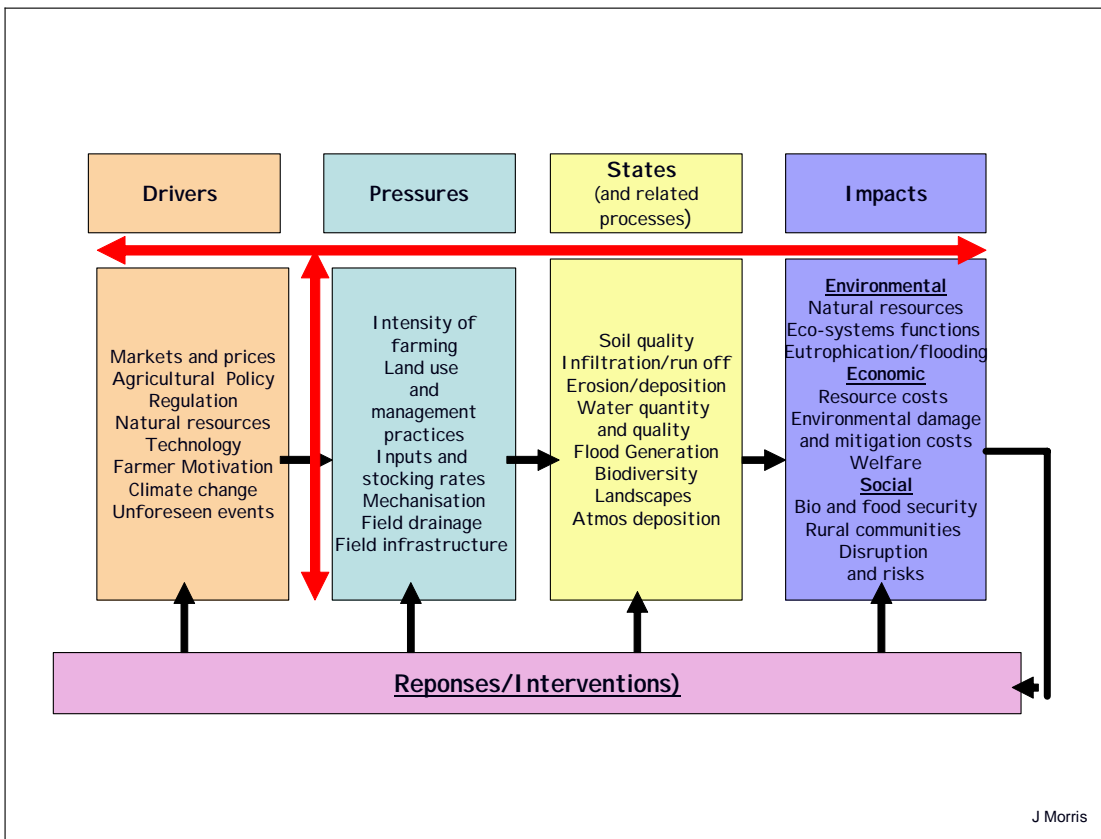 Drivers
Pressures
States
(and related
processes)
Impacts
Markets and prices
Agricultural Policy
Regulation
Natural resources
Technology
Farmer Motivation
Climate change
Unforeseen events
Intensity of
farming
Land use
and
management
practices
Inputs and
stocking rates
Mechanisation
Field drainage
Field infrastructure
Soil quality
Infiltration/run off
Erosion/deposition
Water quantity
and quality
Flood Generation
Biodiversity
Landscapes
Atmos deposition
Environmental
Natural resources
Eco-systems functions
Eutrophication/flooding
Economic
Resource costs
Environmental damage
and mitigation costs
Welfare
Social
Bio and food security
Rural communities
Disruption
and risks
Reponses/Interventions)
J Morris